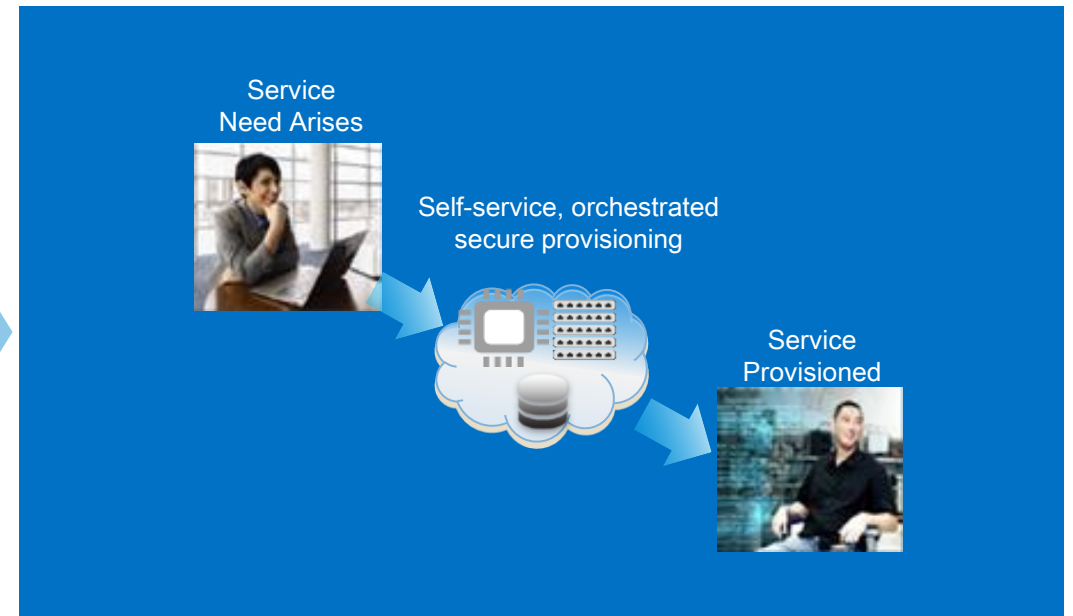 Service
Need Arises
Self-service, orchestrated
secure provisioning
Service
Provisioned